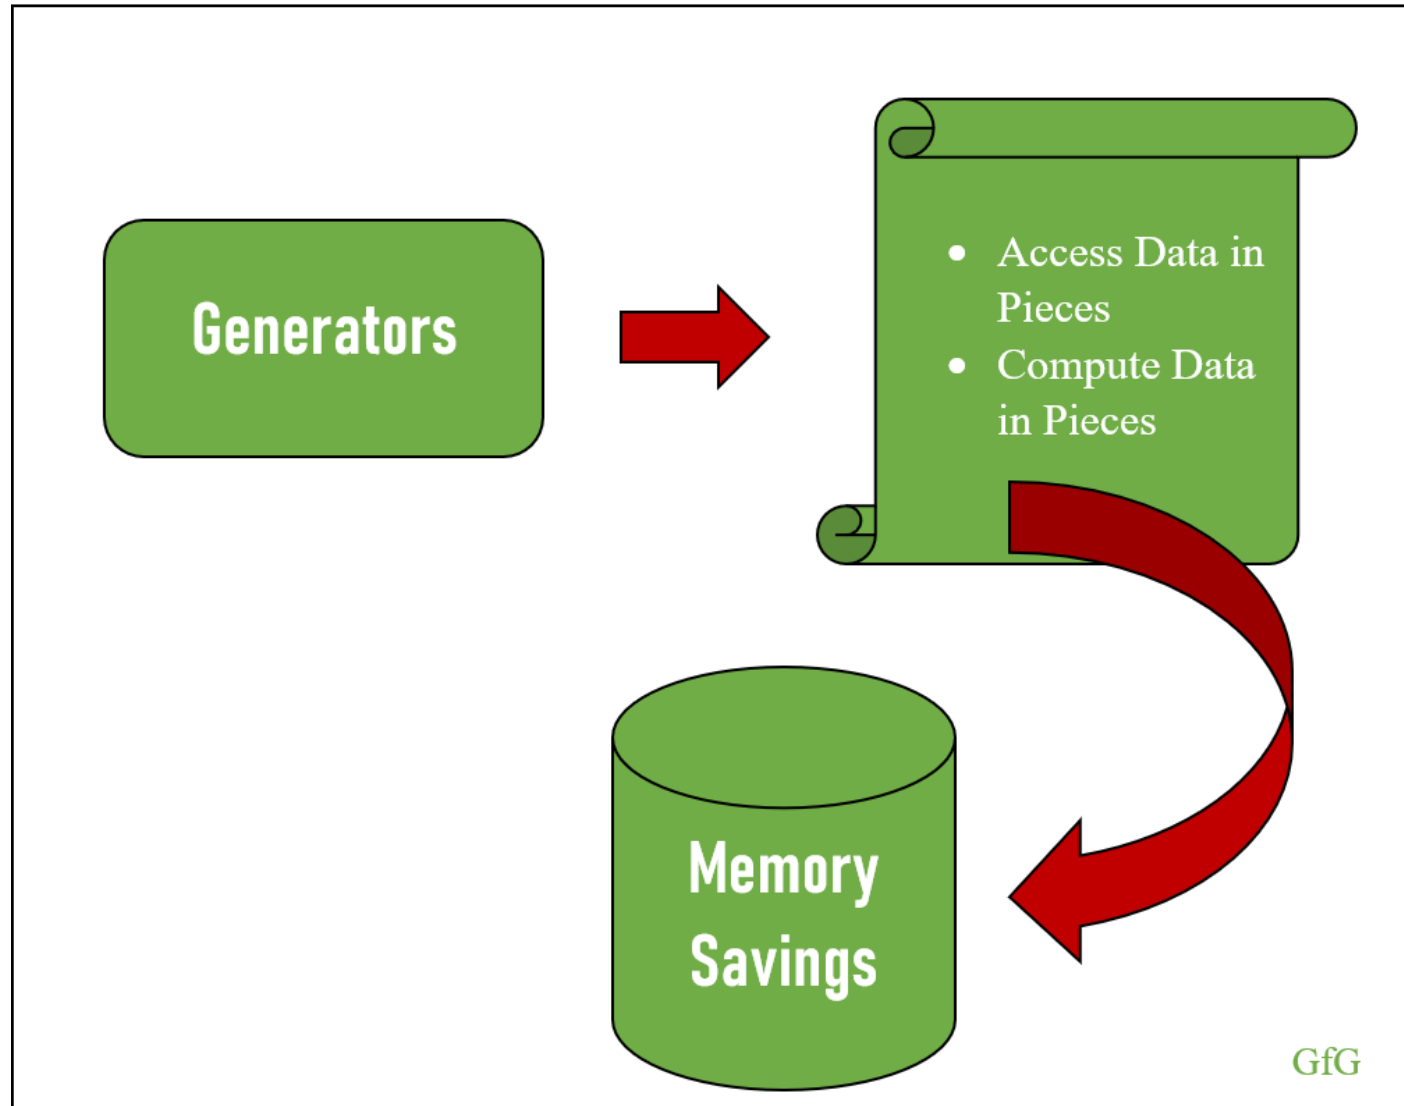 Generators
• Access Data in
Pieces
• Compute Data
in Pieces
Memory
Savings
GfG